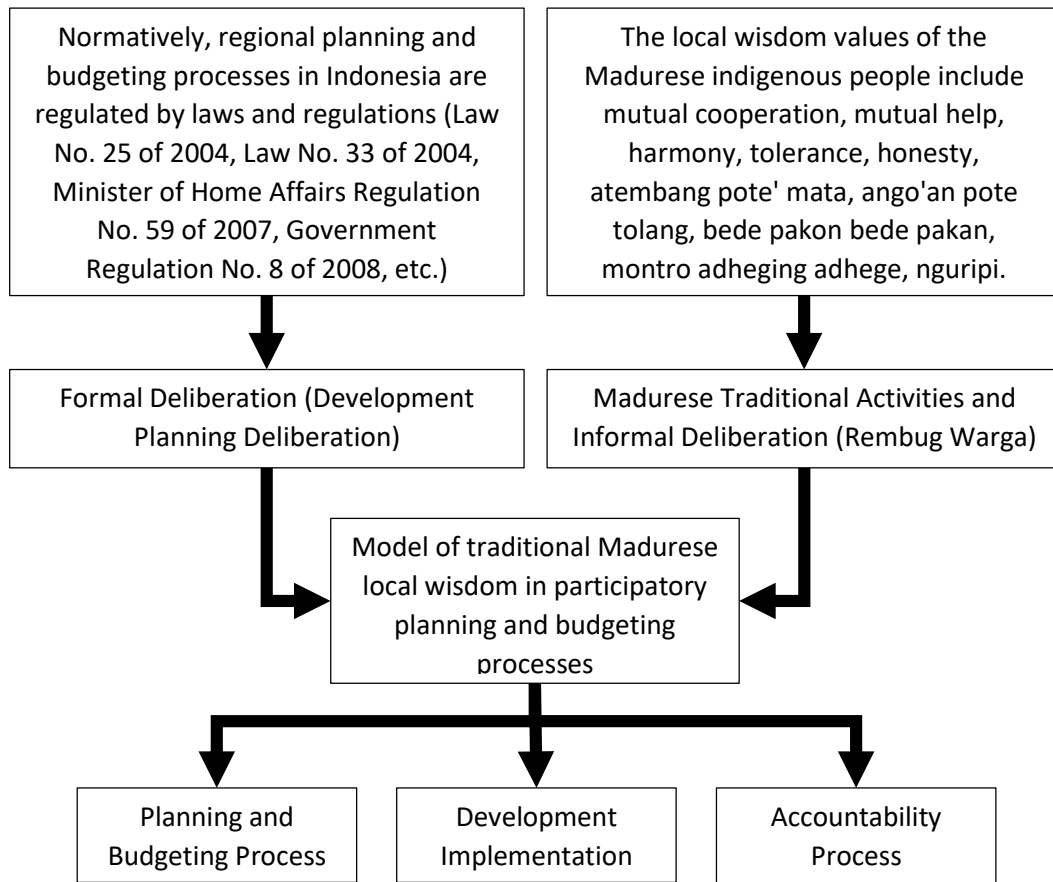 Normatively, regional planning and
budgeting processes in Indonesia are
regulated by laws and regulations (Law
No. 25 of 2004, Law No. 33 of 2004,
Minister of Home Affairs Regulation
No. 59 of 2007, Government
Regulation No. 8 of 2008, etc.)
The local wisdom values of the
Madurese indigenous people include
mutual cooperation, mutual help,
harmony, tolerance, honesty,
atembang pote' mata, ango'an pote
tolang, bede pakon bede pakan,
montro adheging adhege, nguripi.
Formal Deliberation (Development
Planning Deliberation)
Madurese Traditional Activities and
Informal Deliberation (Rembug Warga)
Model of traditional Madurese
local wisdom in participatory
planning and budgeting
processes
Planning and
Budgeting Process
Development
Implementation
Accountability
Process